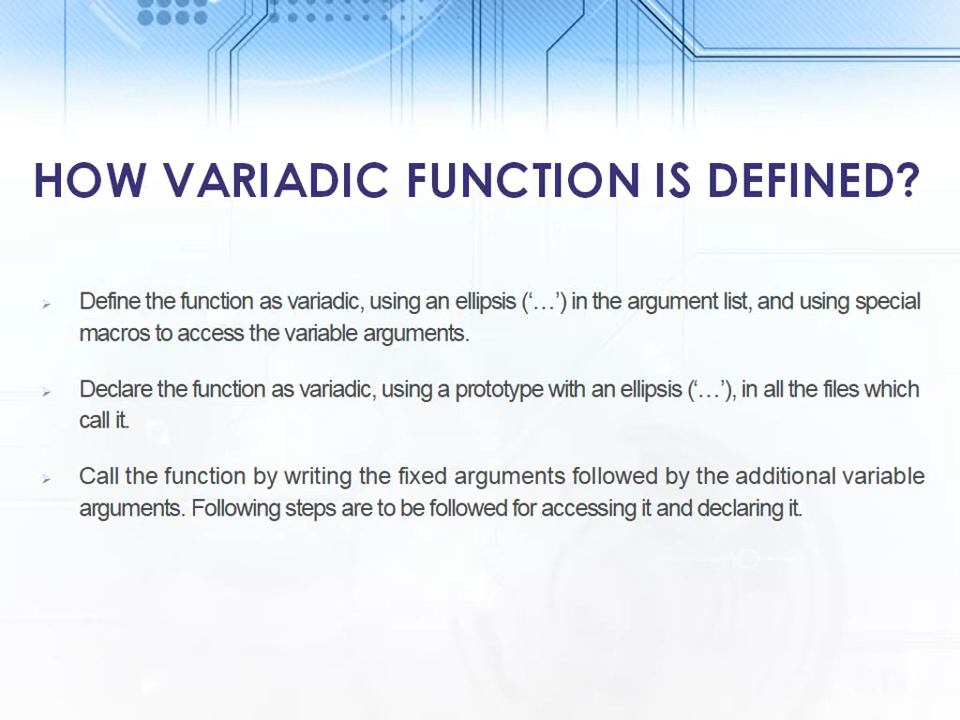 HOW VARIADIC FUNCTION IS DEFINED?
Define the function as variadic, using an ellipsis (‘…’) in the argument list, and using special
macros to access the variable arguments.
Declare the function as variadic, using a prototype with an ellipsis (‘…’), in all the files which
call it.
Call the function by writing the fixed arguments followed by the additional variable
arguments. Following steps are to be followed for accessing it and declaring it.